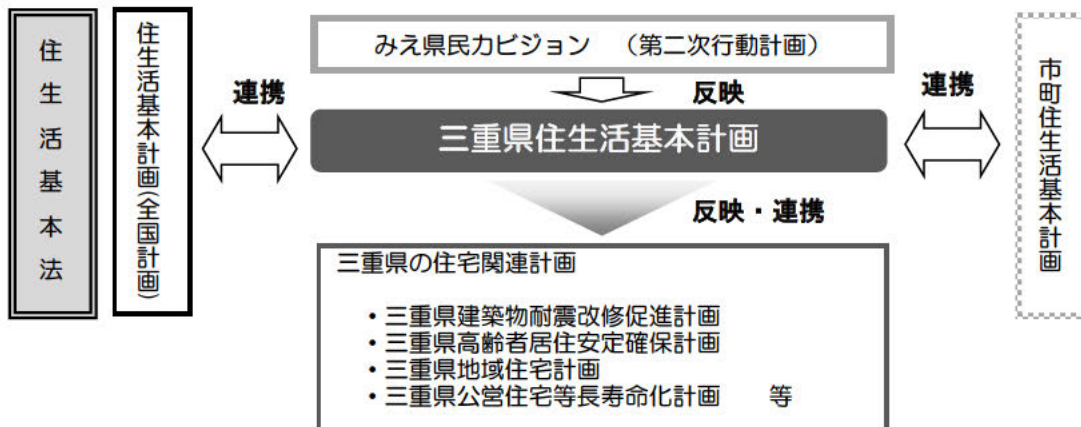 住生活基本法
住生活基本計画(全国計画)
連携
みえ県民力ビジョン　（第二次行動計画）
反映
三重県住生活基本計画
連携
市町住生活基本計画
反映・連携
三重県の住宅関連計画
・三重県建築物耐震改修促進計画
・三重県高齢者居住安定確保計画
・三重県地域住宅計画
・三重県公営住宅等長寿命化計画　　等